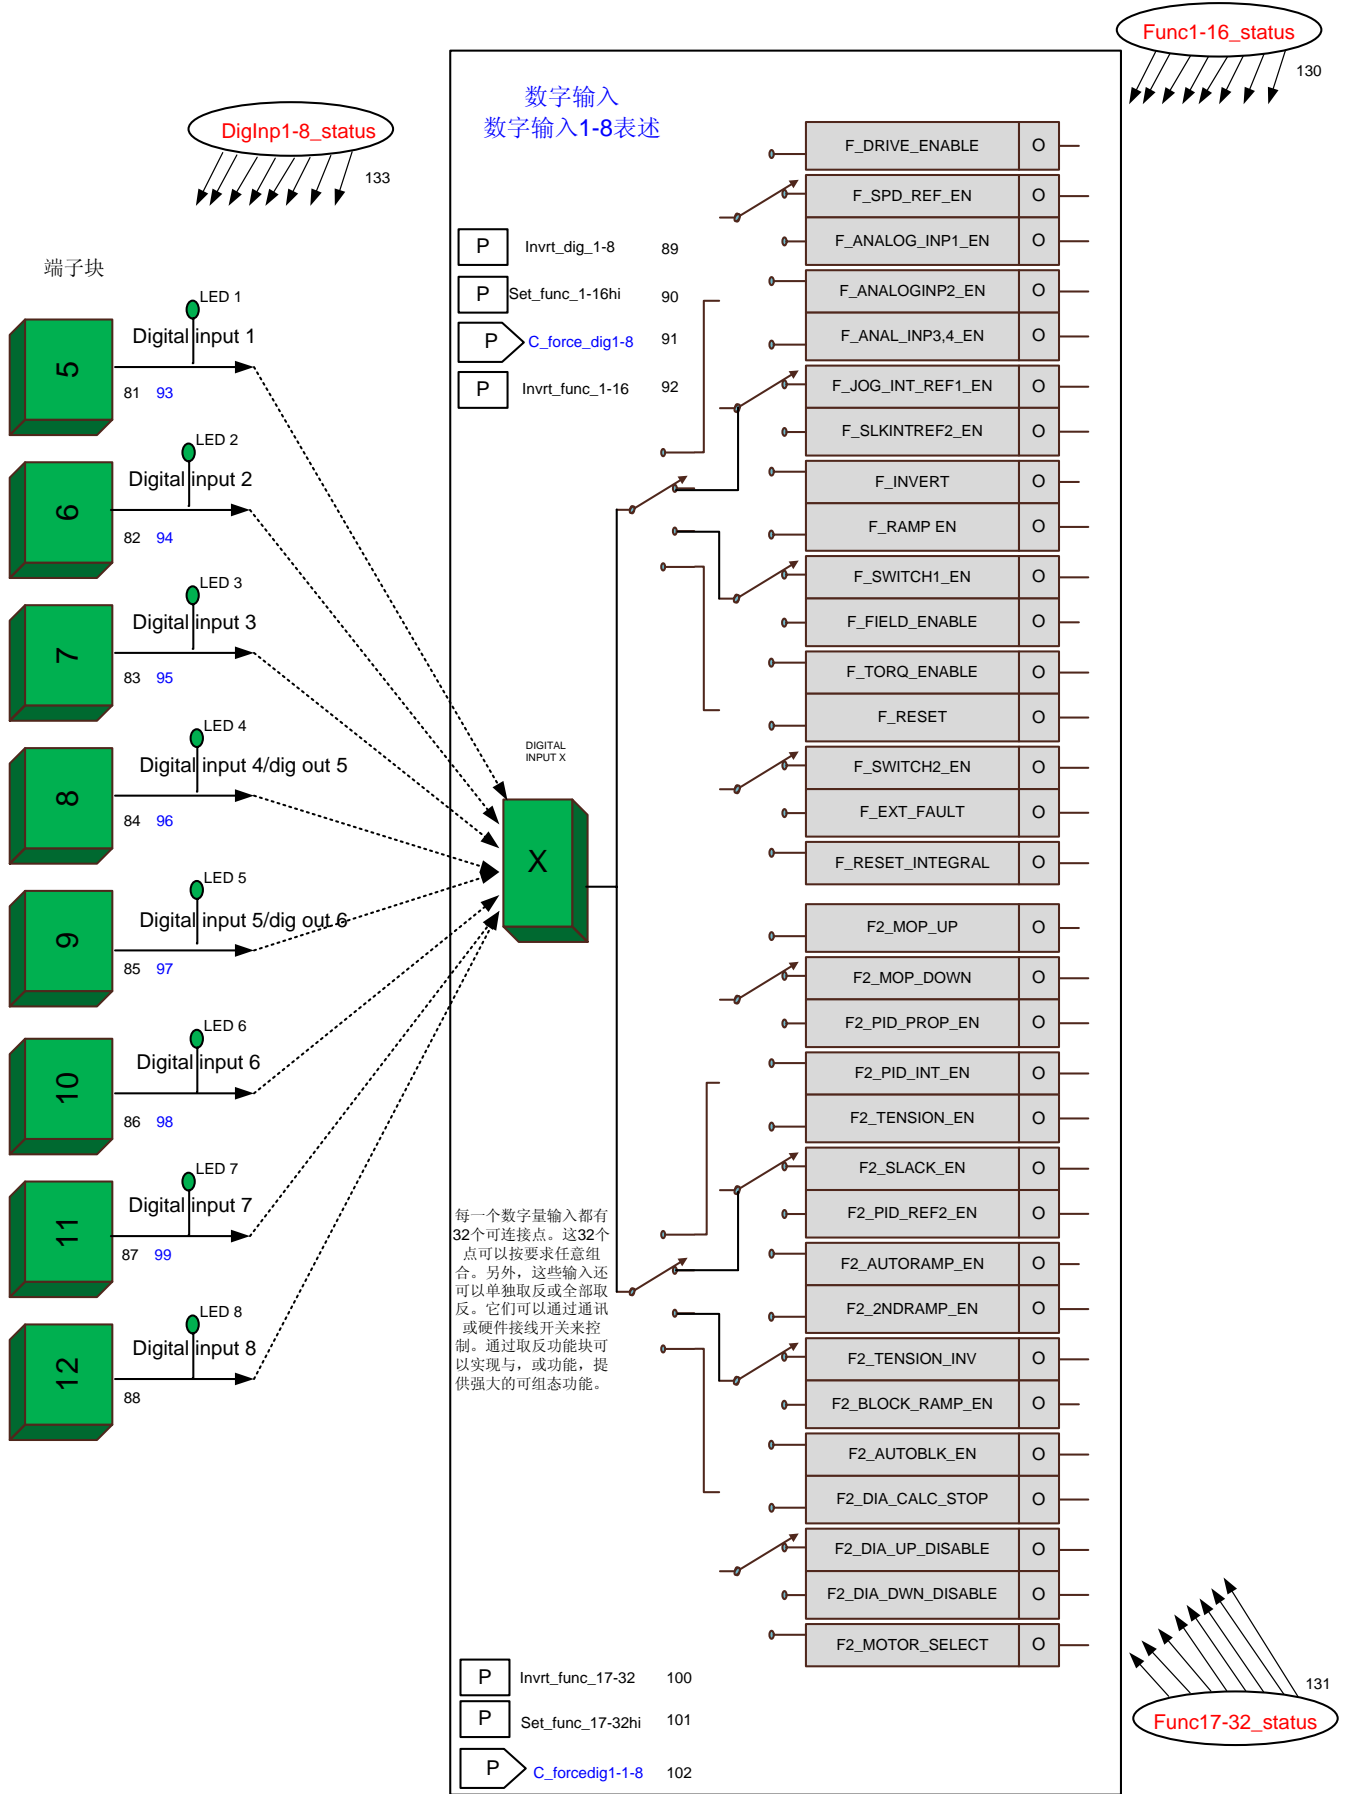 Func1-16_status
130
数字输入
数字输入1-8表述
DigInp1-8_status
133
端子块
5
LED 1
Digital input 1
81 93
6
LED 2
Digital input 2
82 94
7
LED 3
Digital input 3
83 95
8
LED 4
Digital input 4/dig out 5
84 96
9
LED 5
Digital input 5/dig out 6
85 97
10
LED 6
Digital input 6
86 98
11
LED 7
Digital input 7
87 99
12
LED 8
Digital input 8
88
P Invrt_dig_1-8 89
P Set_func_1-16hi 90
P C_force_dig1-8 91
P Invrt_func_1-16 92
DIGITAL
INPUT X
X
每一个数字量输入都有
32个可连接点。这32个
点可以按要求任意组
合。另外，这些输入还
可以单独取反或全部取
反。它们可以通过通讯
或硬件接线开关来控
制。通过取反功能块可
以实现与，或功能，提
供强大的可组态功能。
F_DRIVE_ENABLE O
F_SPD_REF_EN O
F_ANALOG_INP1_EN O
F_ANALOGINP2_EN O
F_ANAL_INP3,4_EN O
F_JOG_INT_REF1_EN O
F_SLKINTREF2_EN O
F_INVERT O
F_RAMP EN O
F_SWITCH1_EN O
F_FIELD_ENABLE O
F_TORQ_ENABLE O
F_RESET O
F_SWITCH2_EN O
F_EXT_FAULT O
F_RESET_INTEGRAL O
F2_MOP_UP O
F2_MOP_DOWN O
F2_PID_PROP_EN O
F2_PID_INT_EN O
F2_TENSION_EN O
F2_SLACK_EN O
F2_PID_REF2_EN O
F2_AUTORAMP_EN O
F2_2NDRAMP_EN O
F2_TENSION_INV O
F2_BLOCK_RAMP_EN O
F2_AUTOBLK_EN O
F2_DIA_CALC_STOP O
F2_DIA_UP_DISABLE O
F2_DIA_DWN_DISABLE O
F2_MOTOR_SELECT O
P Invrt_func_17-32 100
P Set_func_17-32hi 101
P C_forcedig1-1-8 102
131
Func17-32_status